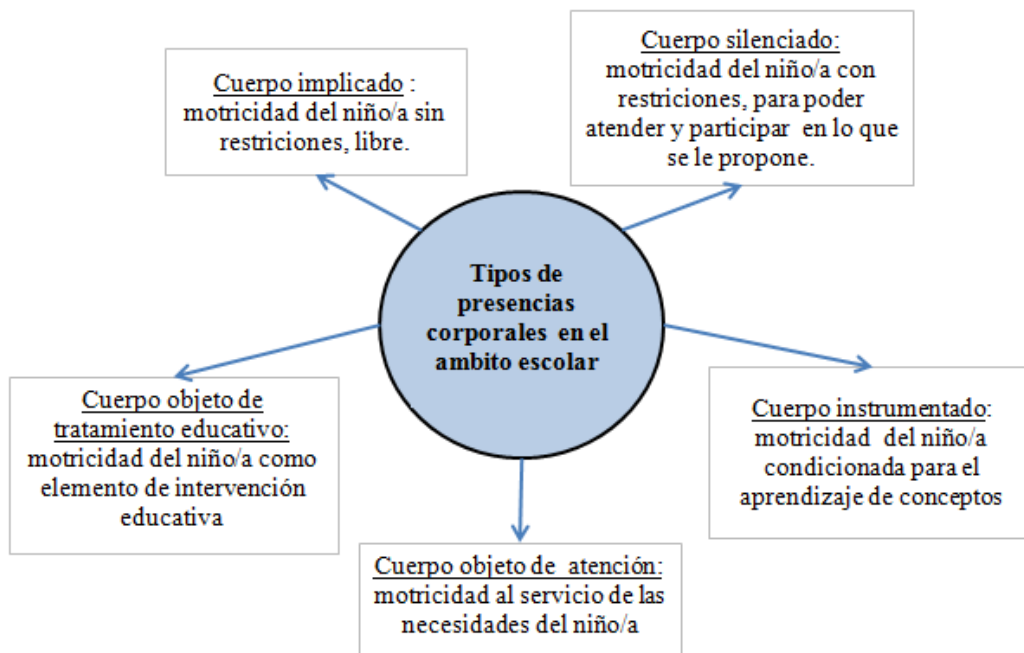 Cuerpo implicado :
motricidad del niño/a sin
restricciones, libre.
Cuerpo silenciado:
motricidad del niño/a con
restricciones, para poder
atender y participar en lo que
se le propone.
Tipos de
presencias
corporales en el
ambito escolar
Cuerpo objeto de
tratamiento educativo:
motricidad del niño/a como
elemento de intervención
educativa
Cuerpo instrumentado:
motricidad del niño/a
condicionada para el
aprendizaje de conceptos
Cuerpo objeto de atención:
motricidad al servicio de las
necesidades del niño/a